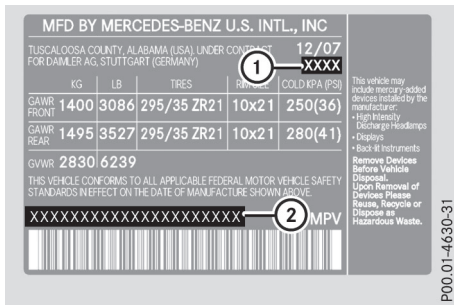 MFD BY MERCEDES-BENZ U.S. INTL., INC
TUSCALOOSA COUNTY, ALABAMA (USA). UNDER CONTRACT 12/07
FOR DAIMLER AG, STUTTGART (GERMANY) 1 XXXX
KG LB TIRES RIM SIZE COLD KPA (PSI)
GAWR FRONT 1400 3086 295/35 ZR21 10x21 250(36)
GAWR REAR 1495 3527 295/35 ZR21 10x21 280(41)
GVWR 2830 6239
THIS VEHICLE CONFORMS TO ALL APPLICABLE FEDERAL MOTOR VEHICLE SAFETY
STANDARDS IN EFFECT ON THE DATE OF MANUFACTURE SHOWN ABOVE.
XXXXXXXXXXXXXXXXXXXXX 2 MPV
This vehicle may
include mercury-added
devices installed by the
manufacturer:
• High Intensity
Discharge Headlamps
• Displays
• Back-lit Instruments
Remove Devices
Before Vehicle
Disposal.
Upon Removal of
Devices Please
Reuse, Recycle or
Dispose as
Hazardous Waste.
P00.01-4630-31